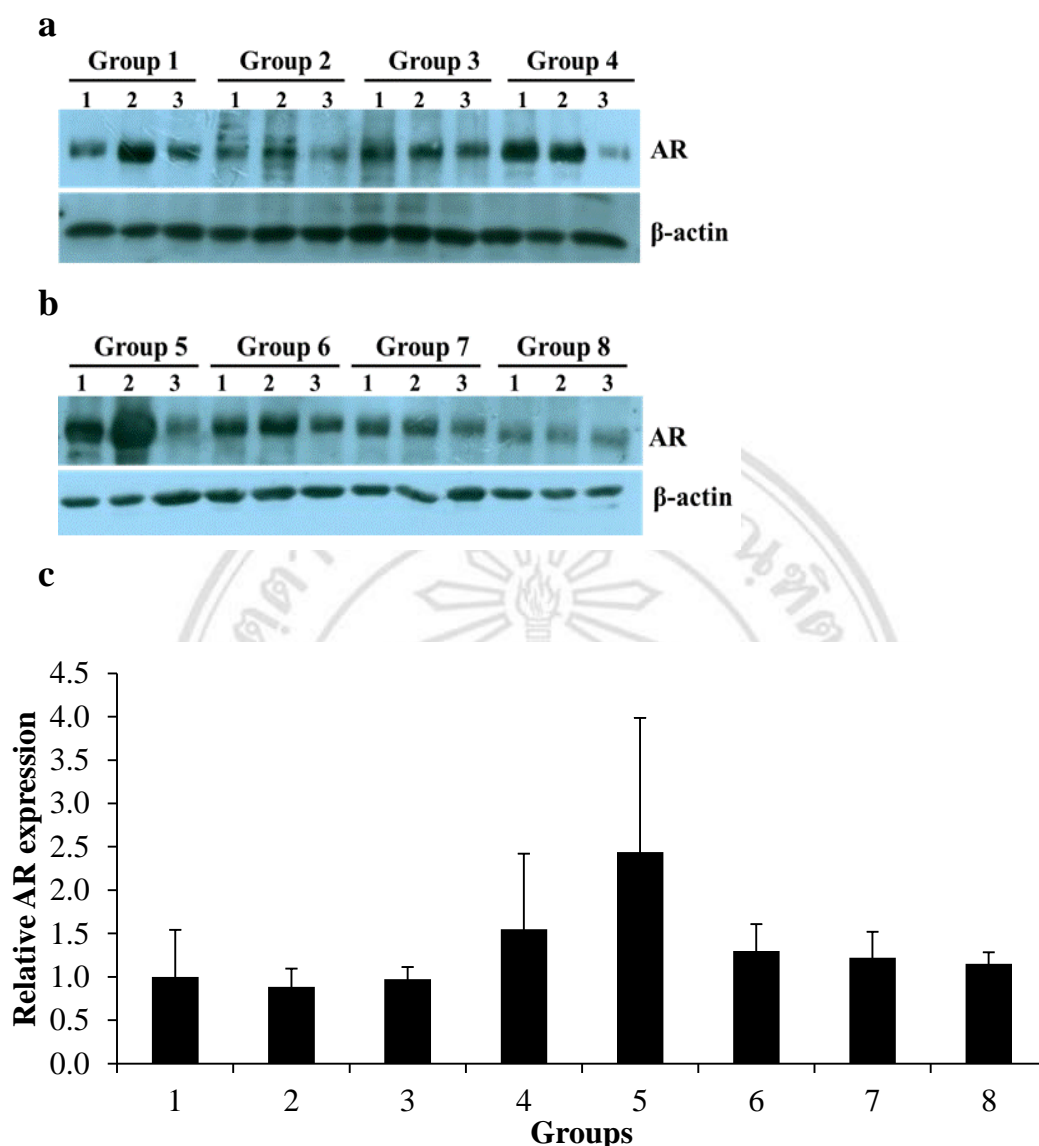 a
Group 1 Group 2 Group 3 Group 4
1 2 3 1 2 3 1 2 3 1 2 3
AR
β-actin
b
Group 5 Group 6 Group 7 Group 8
1 2 3 1 2 3 1 2 3 1 2 3
AR
β-actin
c
Relative AR expression
4.5
4.0
3.5
3.0
2.5
2.0
1.5
1.0
0.5
0.0
1 2 3 4 5 6 7 8
Groups